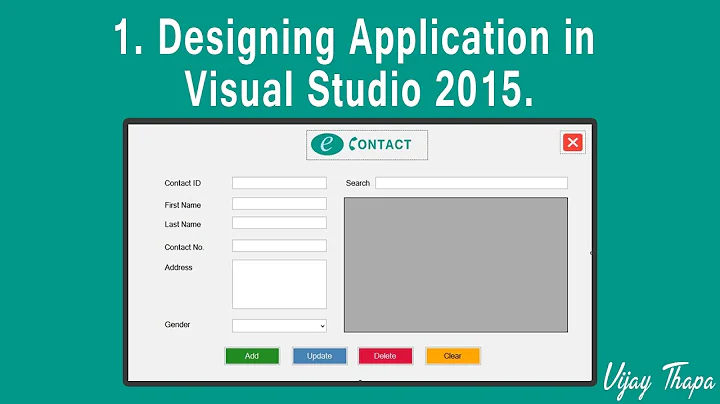 1. Designing Application in
Visual Studio 2015.
e CONTACT
Contact ID
Search
First Name
Last Name
Contact No.
Address
Gender
Add
Update
Delete
Clear
Vijay Thapa